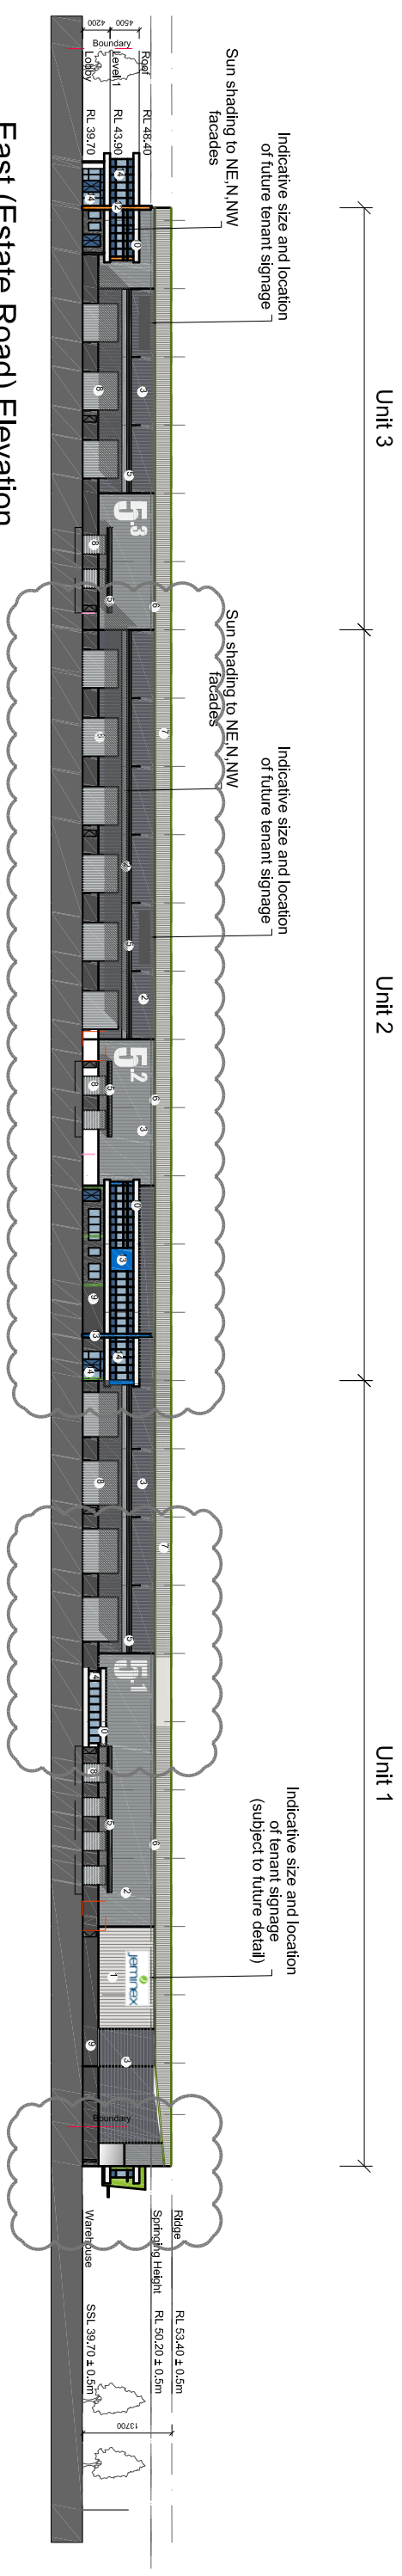 Unit 3
Unit 2
Unit 1
Indicative size and location
of future tenant signage
Indicative size and location
of future tenant signage
Indicative size and location
of tenant signage
(subject to future detail)
Sun shading to NE,N,NW
facades
Sun shading to NE,N,NW
facades
Ridge
RL 53.40 ± 0.5m
Springing Height
RL 50.20 ± 0.5m
Warehouse
SSL 39.70 ± 0.5m
13700
Roof
RL 48.40
Level 1
RL 43.90
Lobby
RL 39.70
4500
4200
Boundary
Boundary
5.3
5.2
5.1
jeminex
East (Estate Road) Elevation